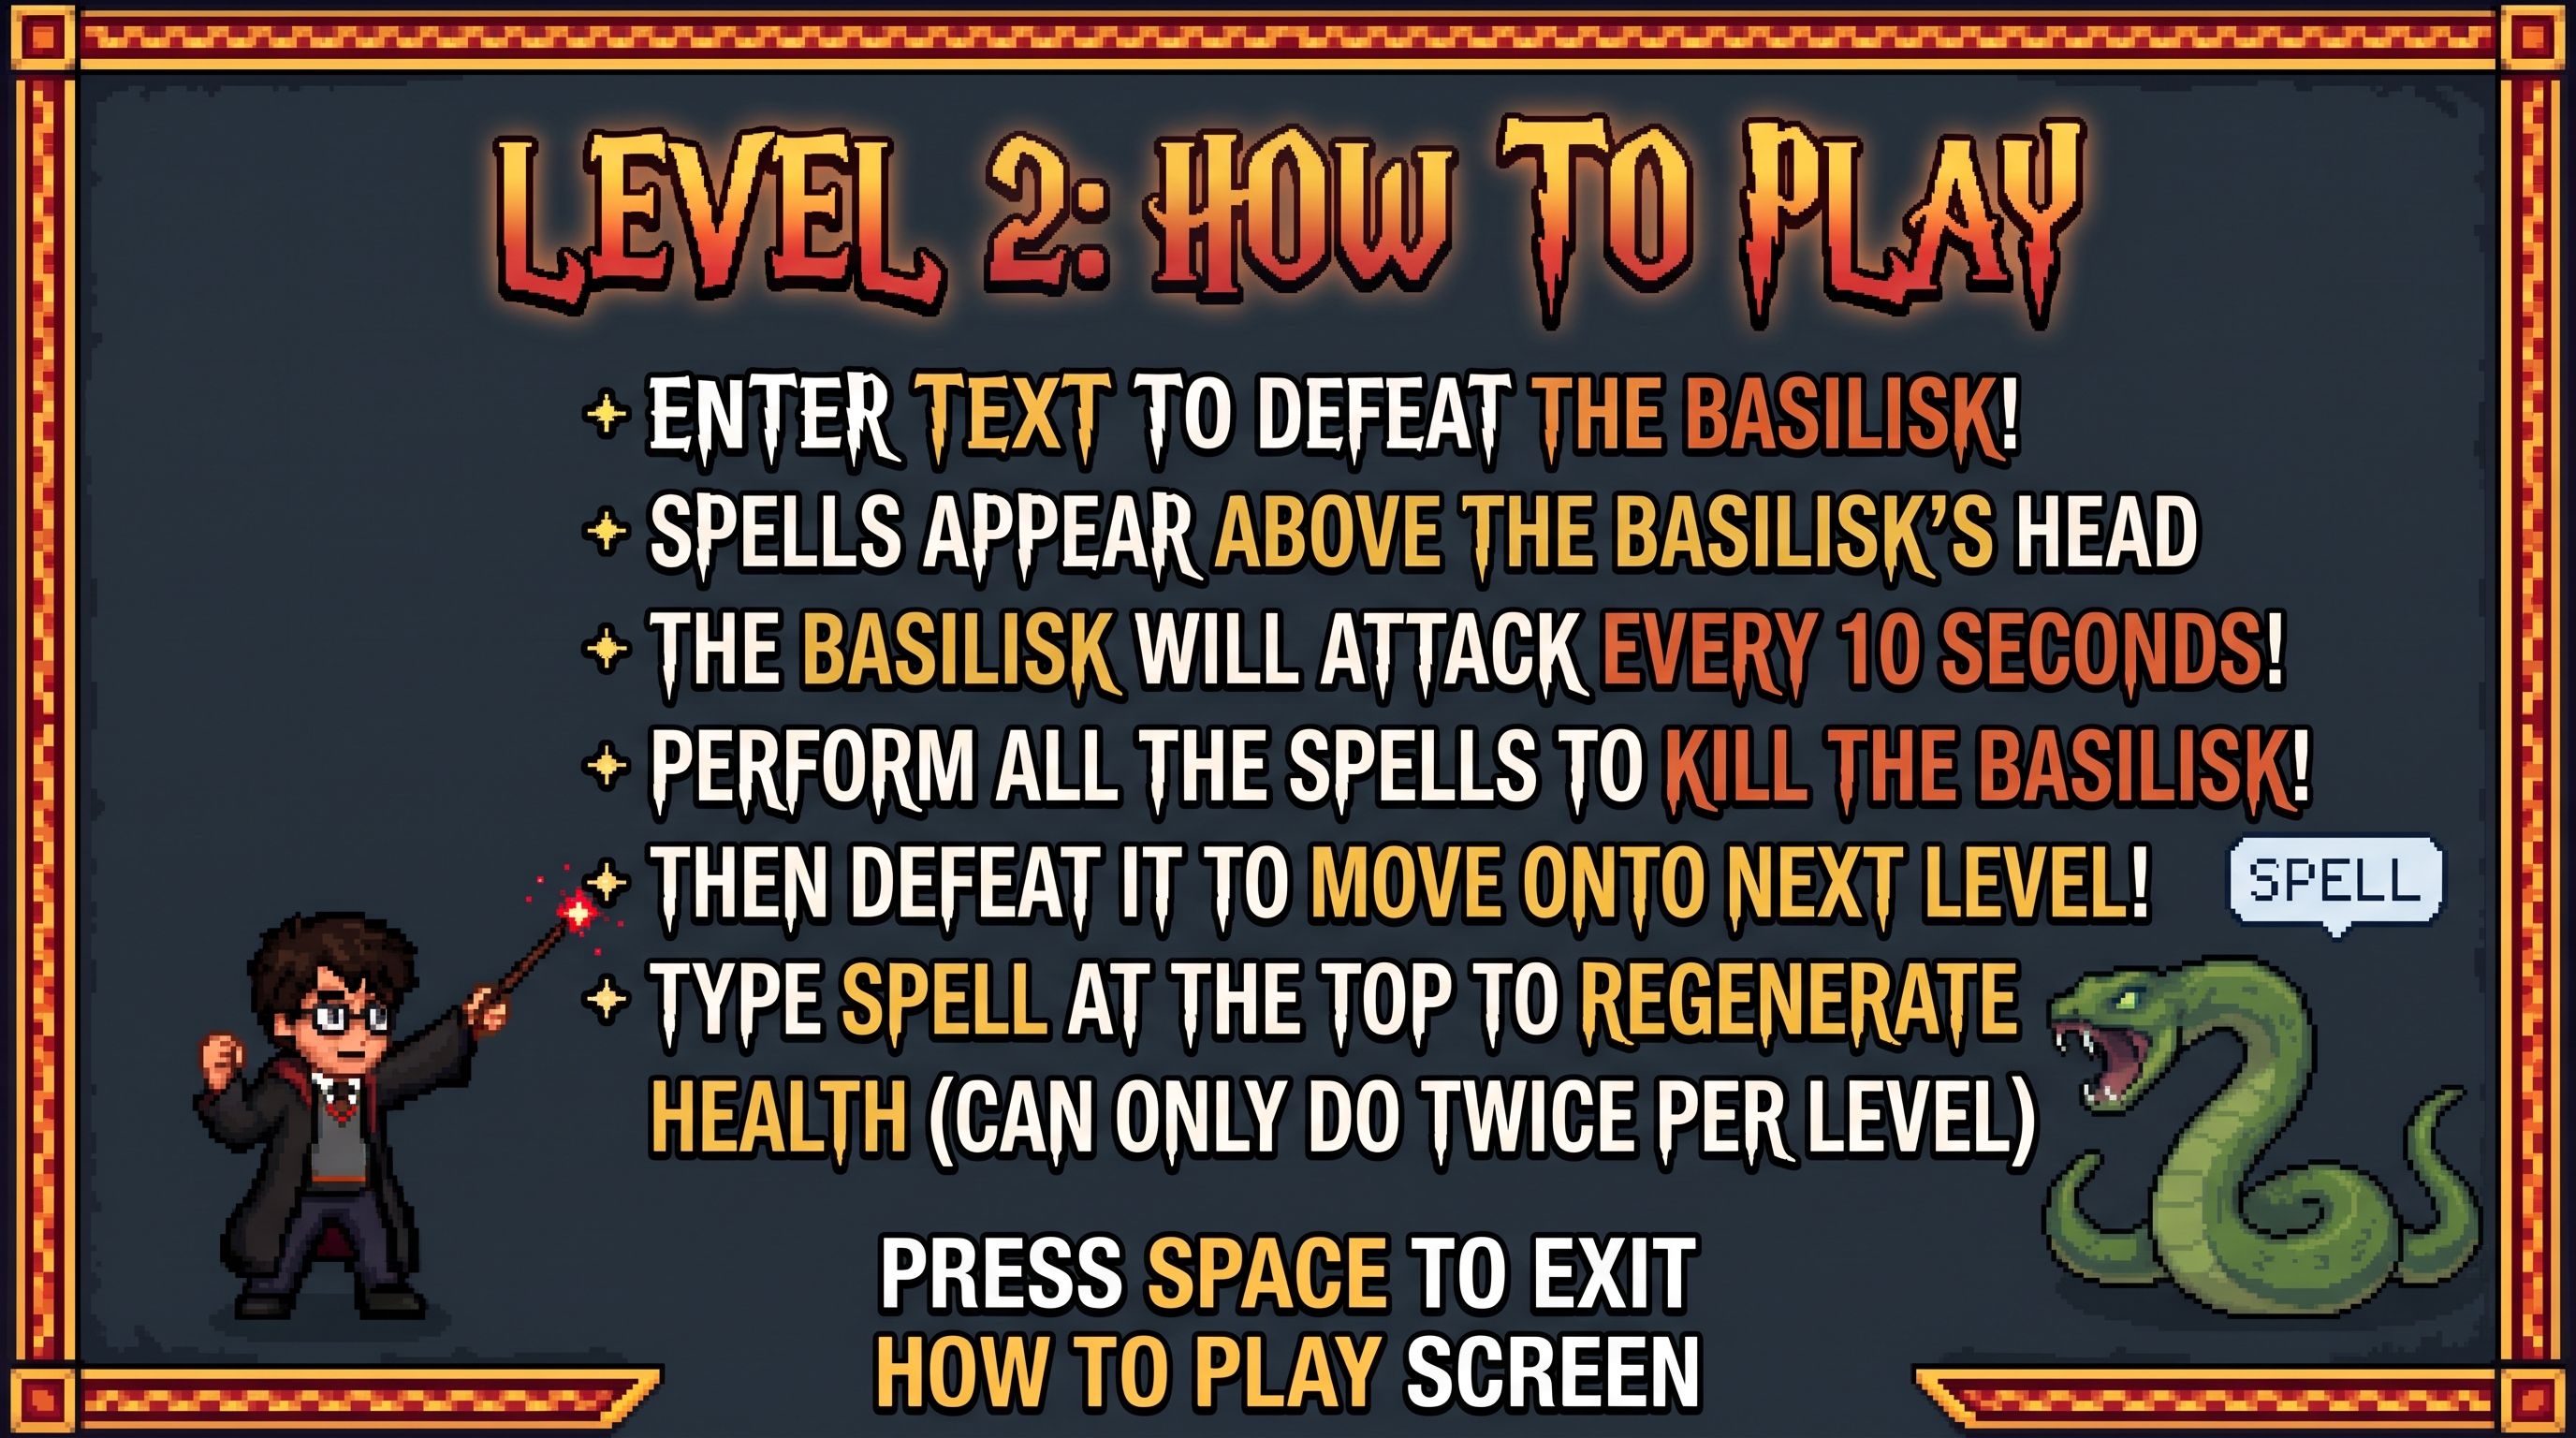 LEVEL 2: HOW TO PLAY
ENTER TEXT TO DEFEAT THE BASILISK!
SPELLS APPEAR ABOVE THE BASILISK’S HEAD
THE BASILISK WILL ATTACK EVERY 10 SECONDS!
PERFORM ALL THE SPELLS TO KILL THE BASILISK!
THEN DEFEAT IT TO MOVE ONTO NEXT LEVEL!
SPELL
TYPE SPELL AT THE TOP TO REGENERATE
HEALTH (CAN ONLY DO TWICE PER LEVEL)
PRESS SPACE TO EXIT
HOW TO PLAY SCREEN